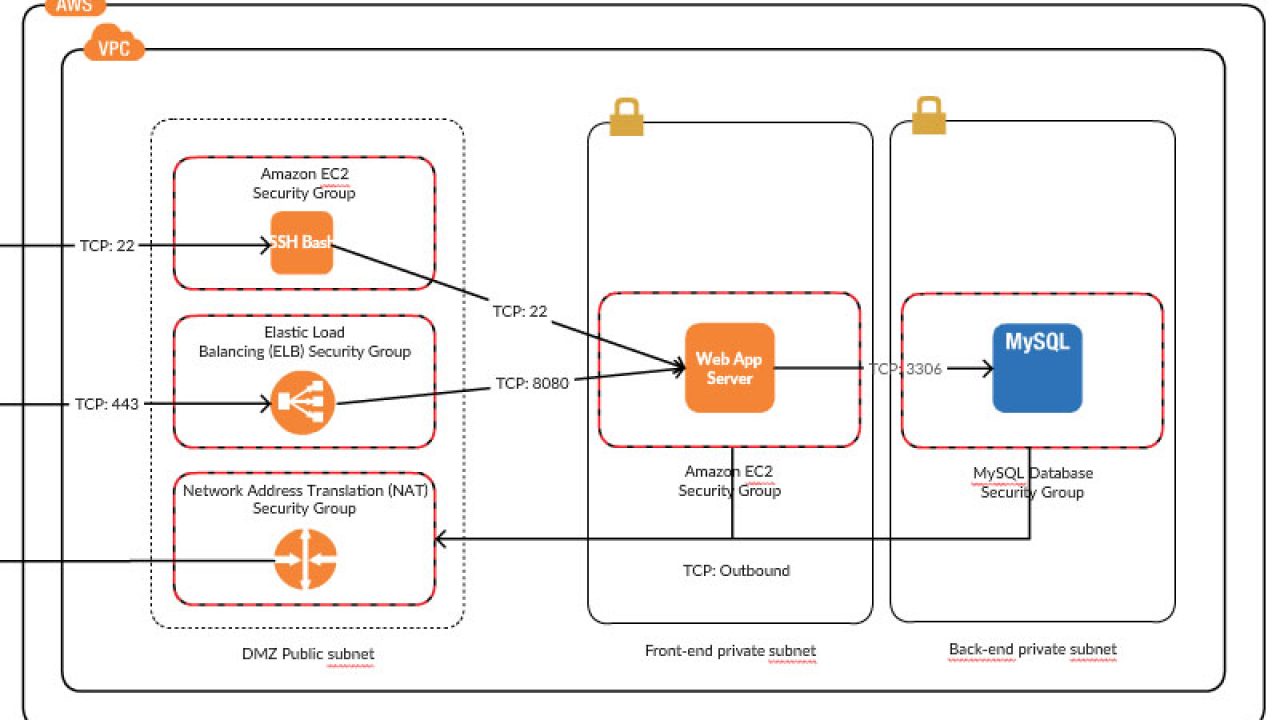 AWS
VPC
Amazon EC2
Security Group
SSH Bas
TCP: 22
TCP: 22
Elastic Load
Balancing (ELB) Security Group
TCP: 443
TCP: 8080
Web App
Server
TCP: 3306
MySQL
Network Address Translation (NAT)
Security Group
Amazon EC2
Security Group
MySQL Database
Security Group
TCP: Outbound
DMZ Public subnet
Front-end private subnet
Back-end private subnet